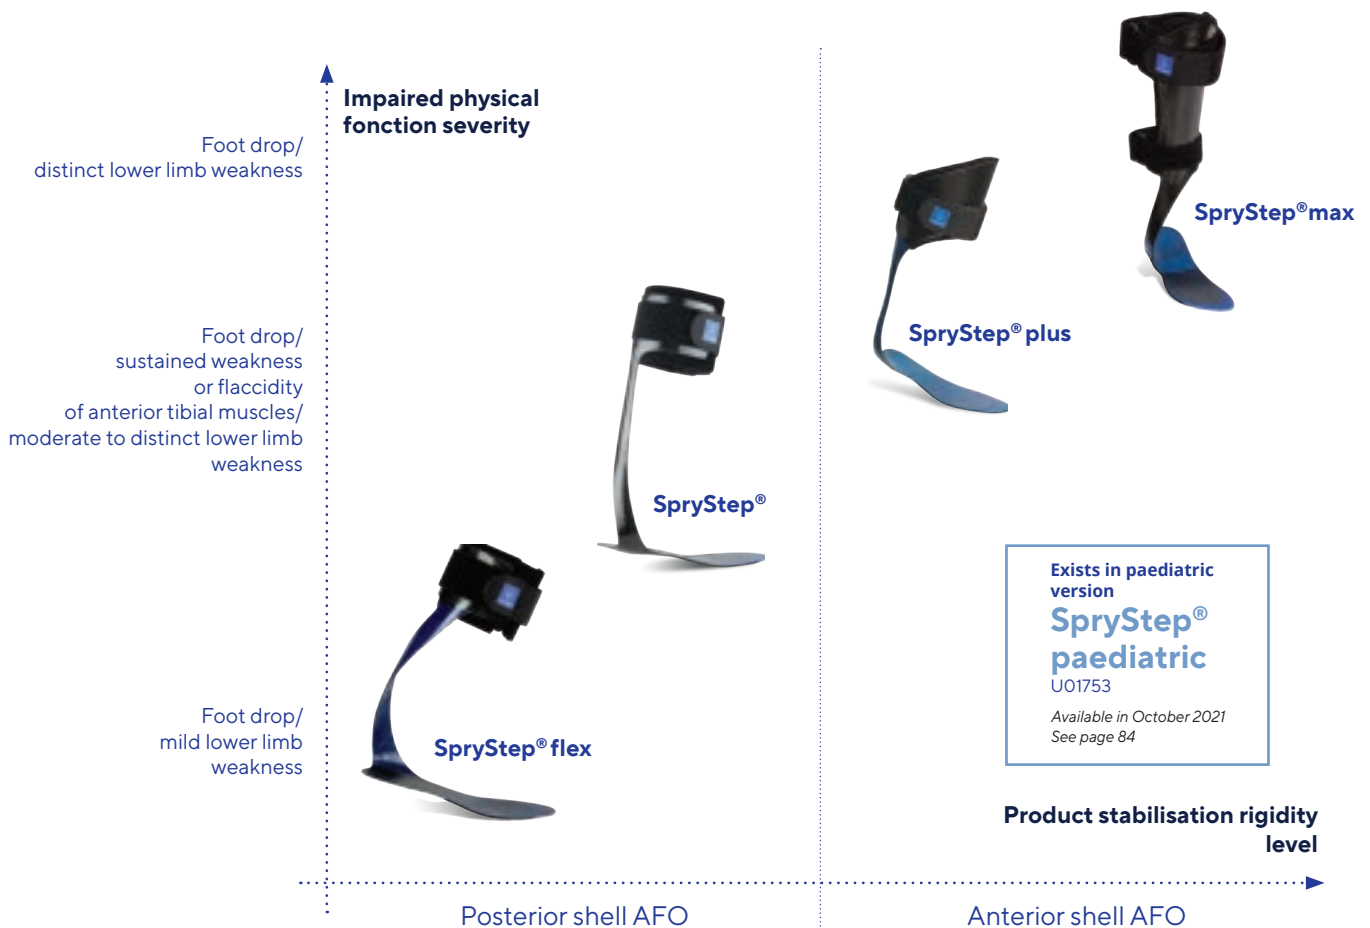 Impaired physical
fonction severity
Foot drop/
distinct lower limb weakness
SpryStep®max
Foot drop/
sustained weakness
or flaccidity
of anterior tibial muscles/
moderate to distinct lower limb
weakness
SpryStep® plus
SpryStep®
Foot drop/
mild lower limb
weakness
SpryStep® flex
Exists in paediatric
version
SpryStep®
paediatric
U01753
Available in October 2021
See page 84
Product stabilisation rigidity
level
Posterior shell AFO
Anterior shell AFO